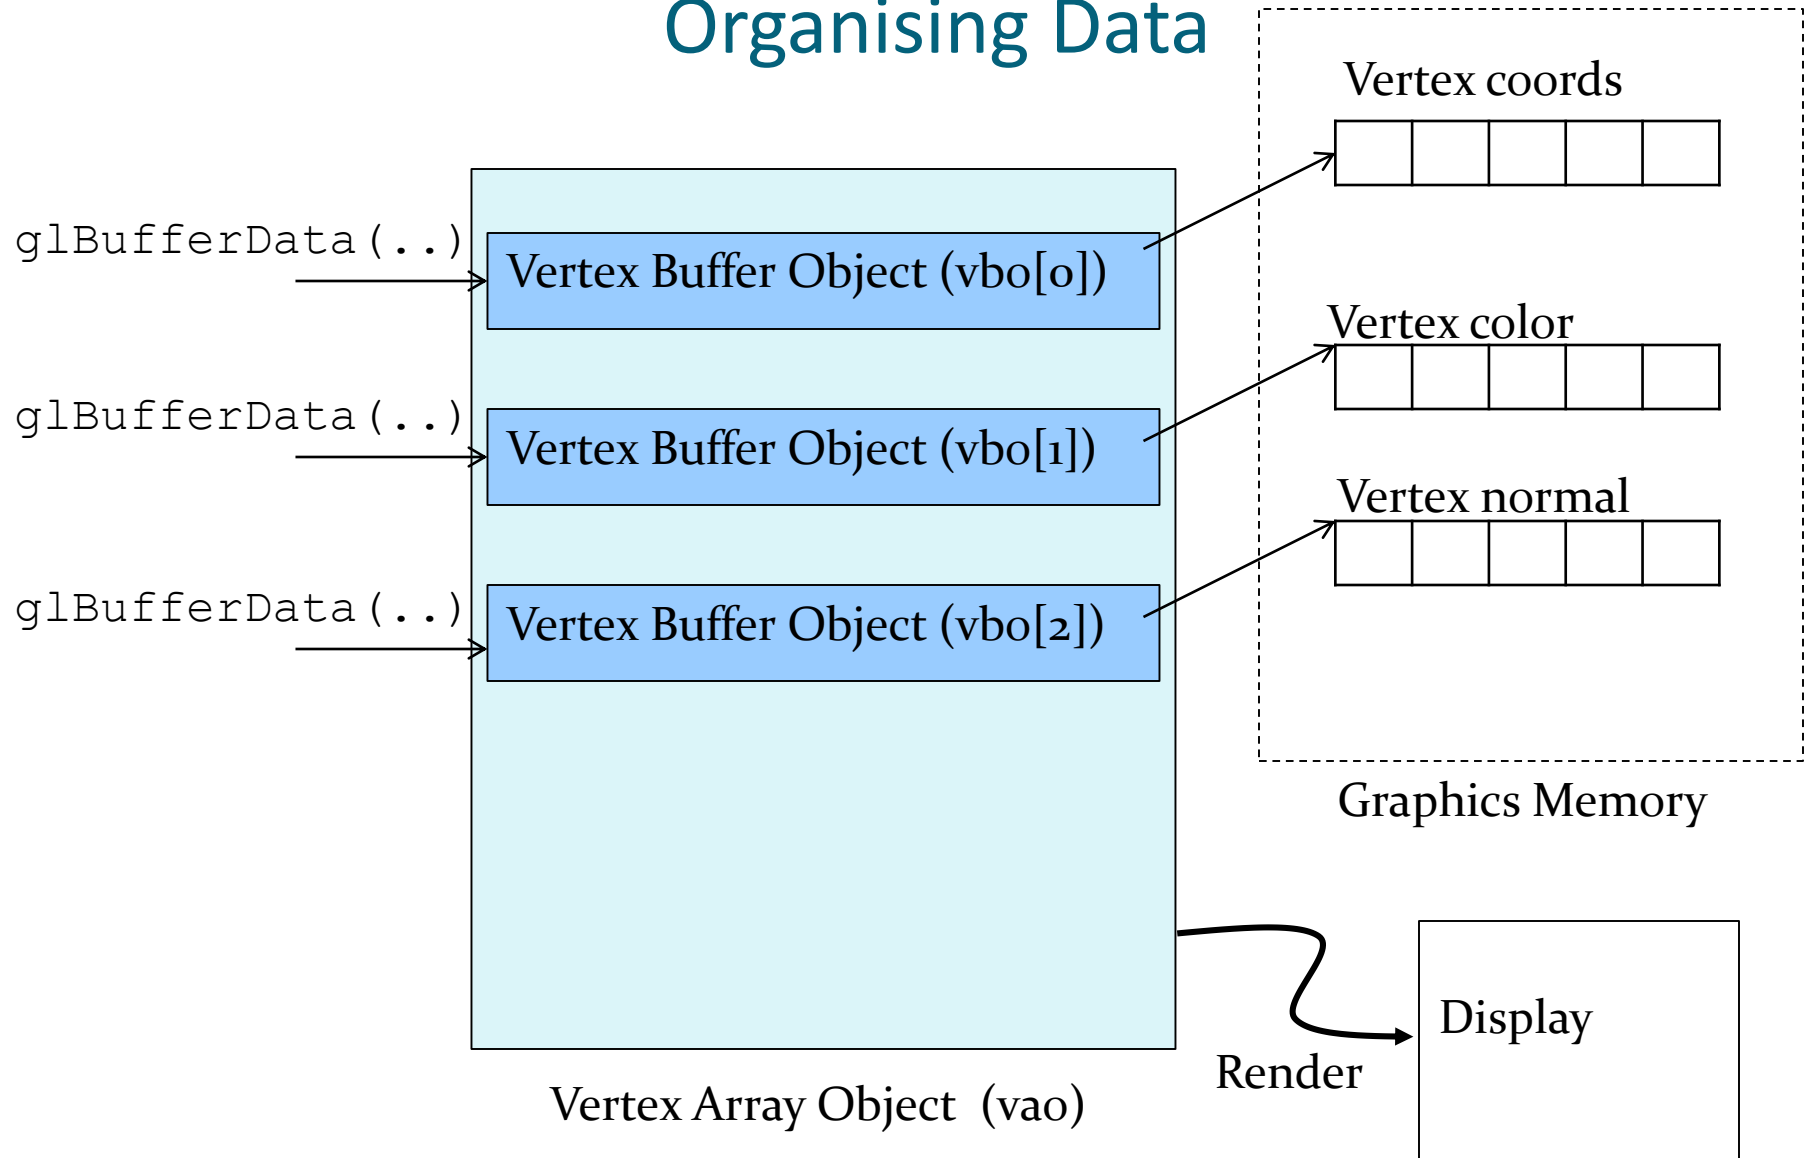 Organising Data
Vertex coords
glBufferData(..)
Vertex Buffer Object (vbo[0])
Vertex color
glBufferData(..)
Vertex Buffer Object (vbo[1])
Vertex normal
glBufferData(..)
Vertex Buffer Object (vbo[2])
Graphics Memory
Display
Render
Vertex Array Object (vao)